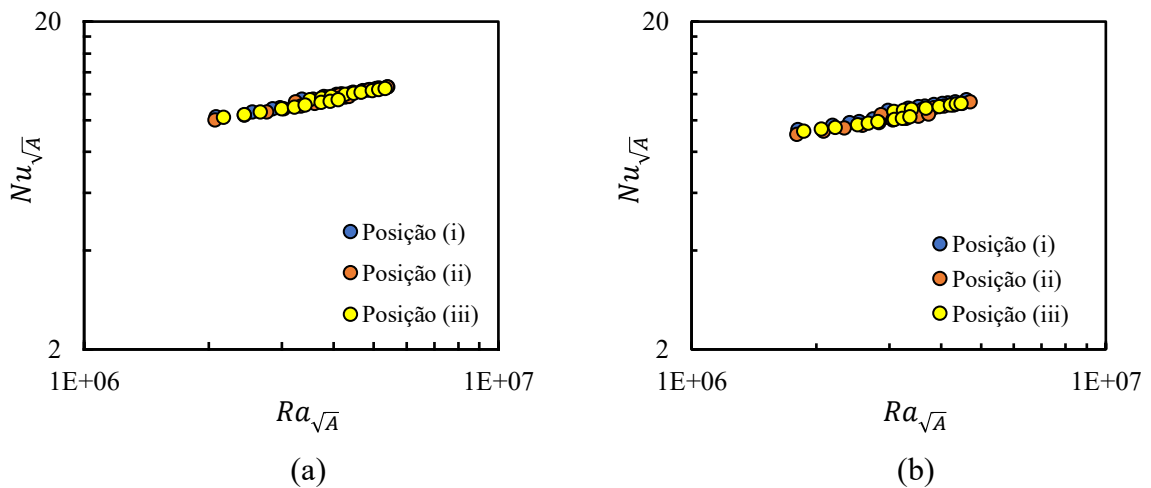 20
Nu√A
2
1E+06
1E+07
Ra√A
Posição (i)
Posição (ii)
Posição (iii)
(a)
20
Nu√A
2
1E+06
1E+07
Ra√A
Posição (i)
Posição (ii)
Posição (iii)
(b)